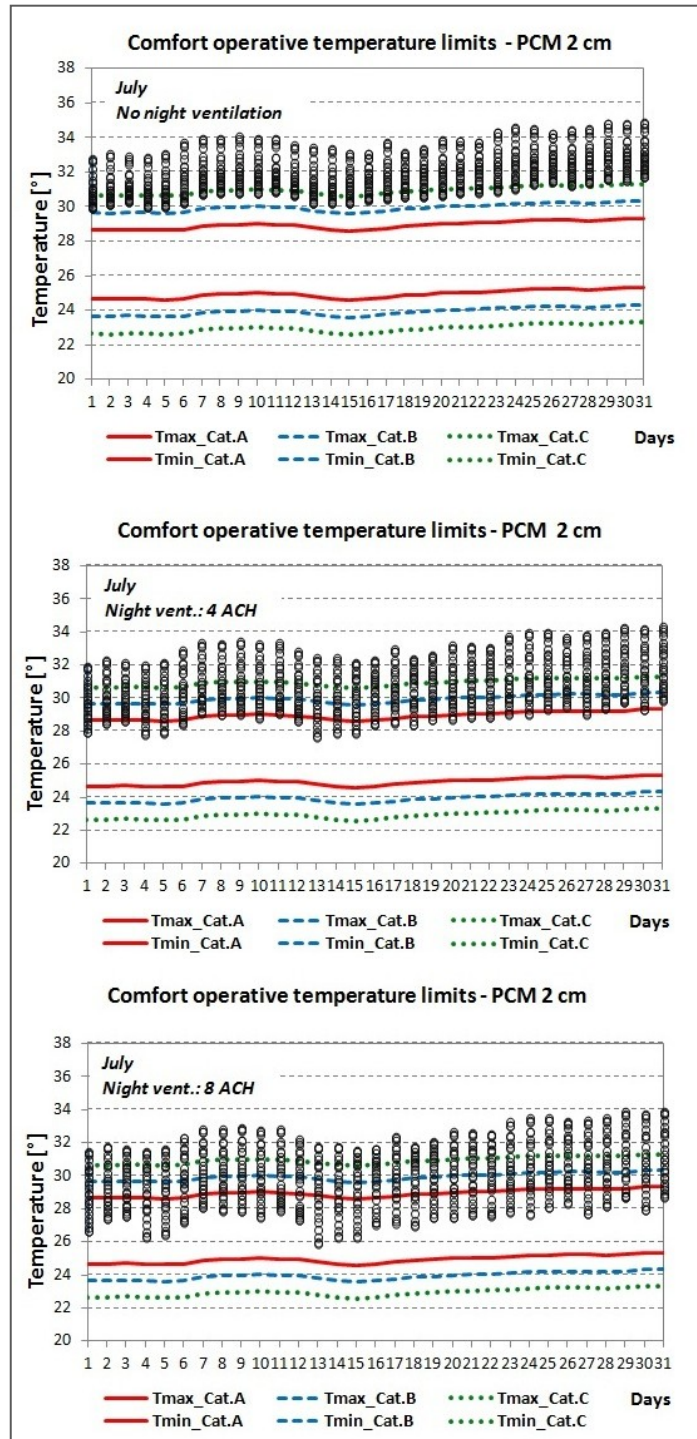 Comfort operative temperature limits - PCM 2 cm
July
No night ventilation
Temperature [°]
38
36
34
32
30
28
26
24
22
20
1 2 3 4 5 6 7 8 9 10 11 12 13 14 15 16 17 18 19 20 21 22 23 24 25 26 27 28 29 30 31
Tmax_Cat.A Tmax_Cat.B Tmax_Cat.C Days
Tmin_Cat.A Tmin_Cat.B Tmin_Cat.C
Comfort operative temperature limits - PCM 2 cm
July
Night vent.: 4 ACH
Temperature [°]
38
36
34
32
30
28
26
24
22
20
1 2 3 4 5 6 7 8 9 10 11 12 13 14 15 16 17 18 19 20 21 22 23 24 25 26 27 28 29 30 31
Tmax_Cat.A Tmax_Cat.B Tmax_Cat.C Days
Tmin_Cat.A Tmin_Cat.B Tmin_Cat.C
Comfort operative temperature limits - PCM 2 cm
July
Night vent.: 8 ACH
Temperature [°]
38
36
34
32
30
28
26
24
22
20
1 2 3 4 5 6 7 8 9 10 11 12 13 14 15 16 17 18 19 20 21 22 23 24 25 26 27 28 29 30 31
Tmax_Cat.A Tmax_Cat.B Tmax_Cat.C Days
Tmin_Cat.A Tmin_Cat.B Tmin_Cat.C